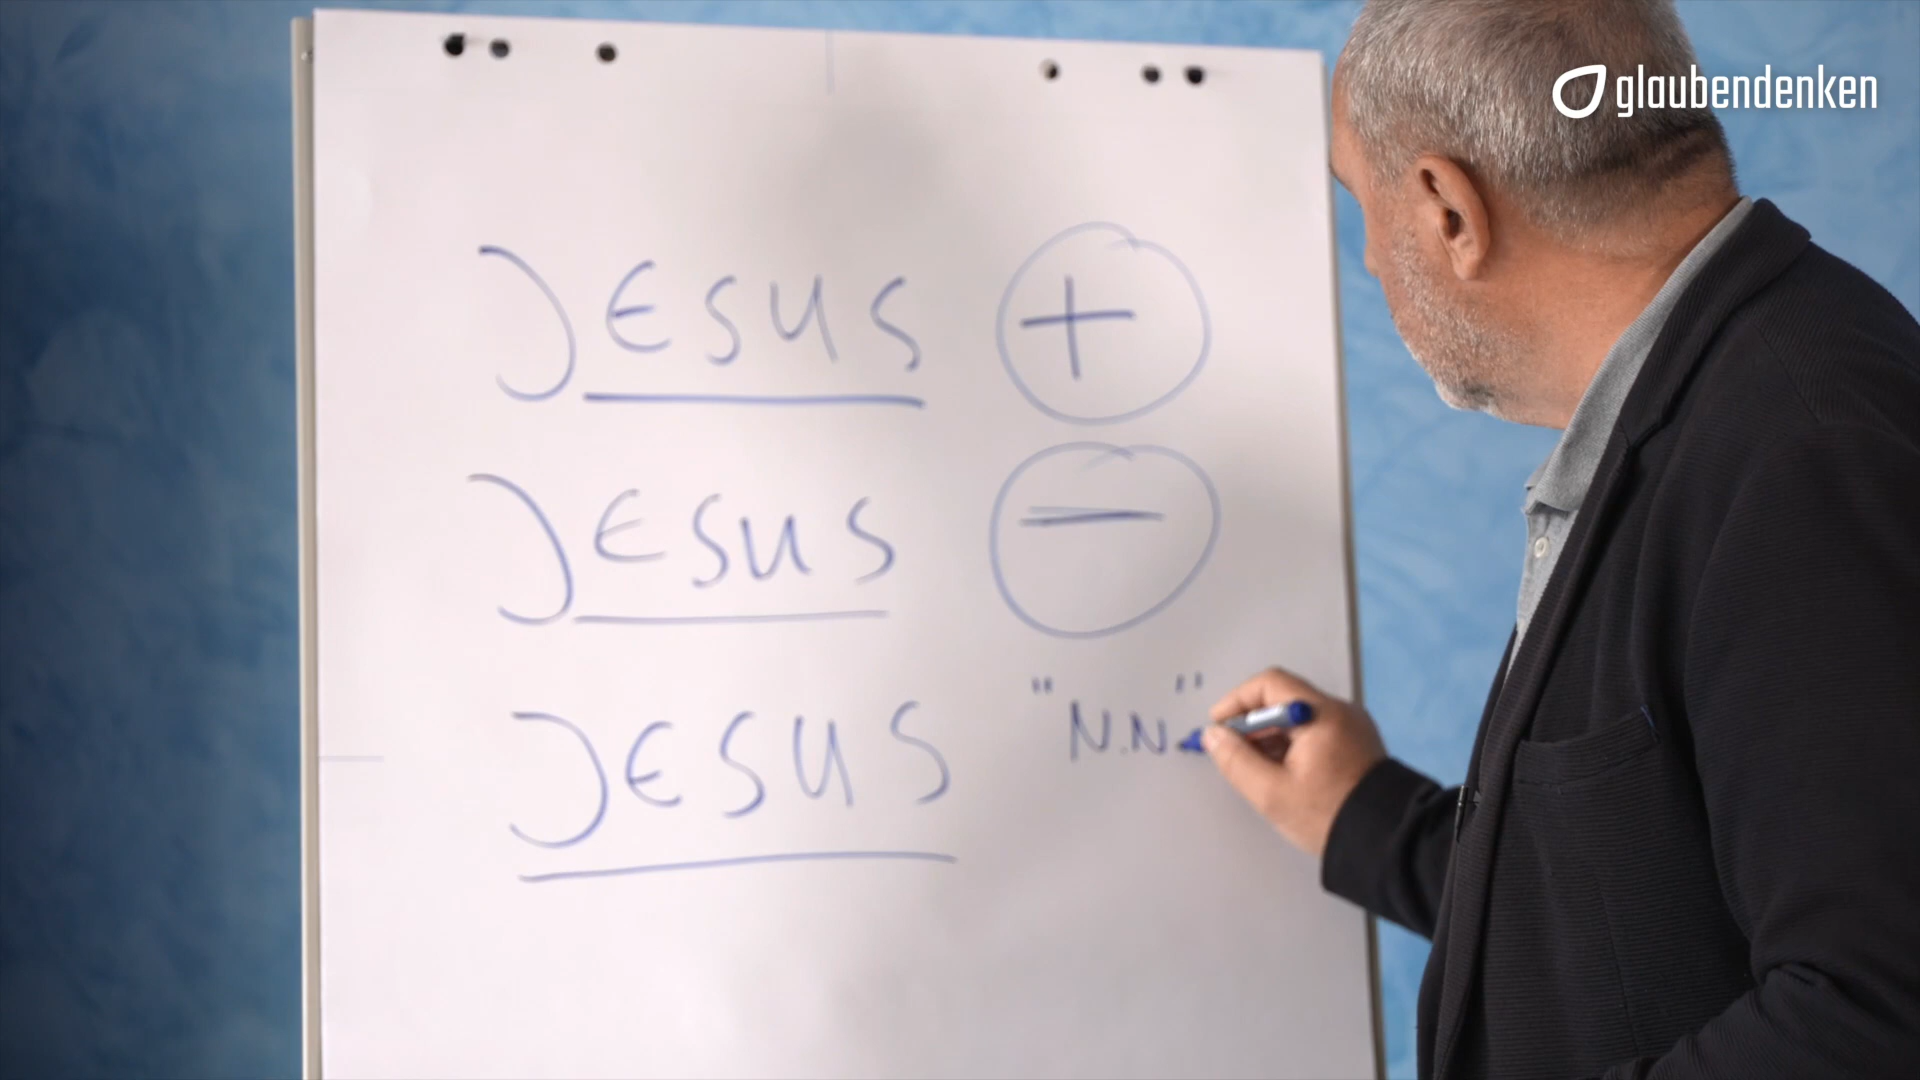 glaubendenken
JESUS +
JESUS −
JESUS "N.N."